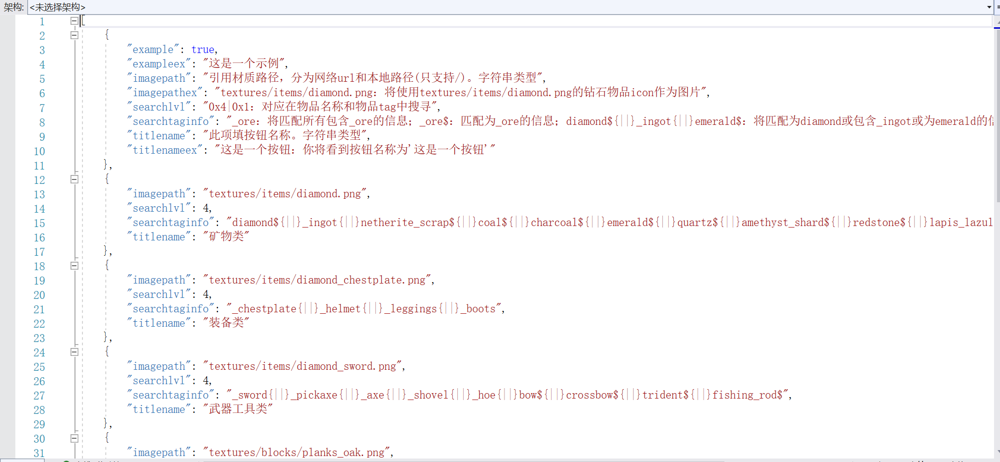 架构: <未选择架构>
1 [
2 {
3 "example": true,
4 "exampleex": "这是一个示例",
5 "imagepath": "引用材质路径，分为网络url和本地路径(只支持/)。字符串类型",
6 "imagepathex": "textures/items/diamond.png：将使用textures/items/diamond.png的钻石物品icon作为图片",
7 "searchlvl": "0x4|0x1：对应在物品名称和物品tag中搜寻",
8 "searchtaginfo": "_ore：将匹配所有包含_ore的信息；_ore$：匹配为_ore的信息；diamond${||}_ingot{||}emerald$：将匹配为diamond或包含_ingot或为emerald的
9 "titlename": "此项填按钮名称。字符串类型",
10 "titlenameex": "这是一个按钮：你将看到按钮名称为'这是一个按钮'"
11 },
12 {
13 "imagepath": "textures/items/diamond.png",
14 "searchlvl": 4,
15 "searchtaginfo": "diamond${||}_ingot{||}netherite_scrap${||}coal${||}charcoal${||}emerald${||}quartz${||}amethyst_shard${||}redstone${||}lapis_lazul
16 "titlename": "矿物类"
17 },
18 {
19 "imagepath": "textures/items/diamond_chestplate.png",
20 "searchlvl": 4,
21 "searchtaginfo": "_chestplate{||}_helmet{||}_leggings{||}_boots",
22 "titlename": "装备类"
23 },
24 {
25 "imagepath": "textures/items/diamond_sword.png",
26 "searchlvl": 4,
27 "searchtaginfo": "_sword{||}_pickaxe{||}_axe{||}_shovel{||}_hoe{||}bow${||}crossbow${||}trident${||}fishing_rod$",
28 "titlename": "武器工具类"
29 },
30 {
31 "imagepath": "textures/blocks/planks_oak.png",